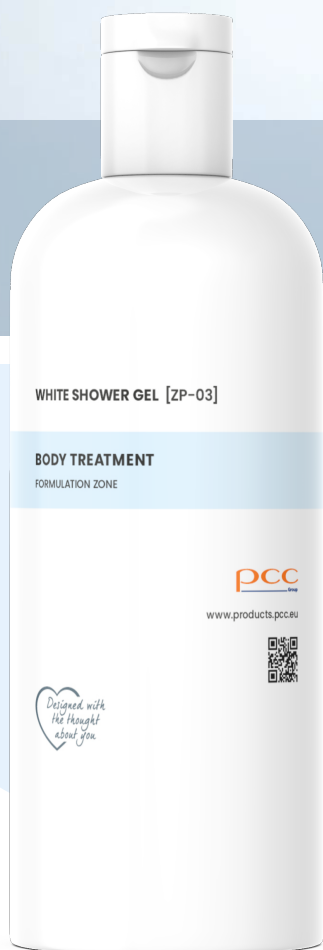 WHITE SHOWER GEL [ZP-03]
BODY TREATMENT
FORMULATION ZONE
pcc
Group
www.products.pcc.eu
Designed with
the thought
about you